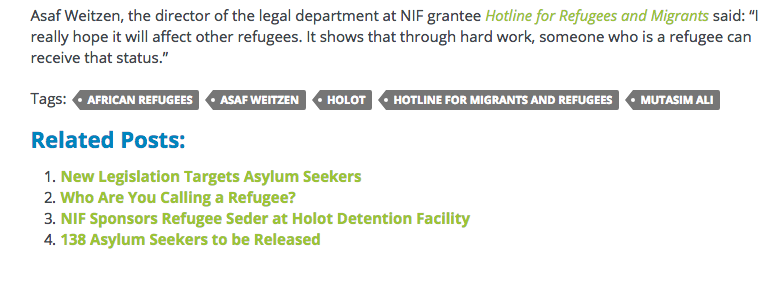 Asaf Weitzen, the director of the legal department at NIF grantee Hotline for Refugees and Migrants said: “I
really hope it will affect other refugees. It shows that through hard work, someone who is a refugee can
receive that status.”
Tags: AFRICAN REFUGEES ASAF WEITZEN HOLOT HOTLINE FOR MIGRANTS AND REFUGEES MUTASIM ALI
Related Posts:
1. New Legislation Targets Asylum Seekers
2. Who Are You Calling a Refugee?
3. NIF Sponsors Refugee Seder at Holot Detention Facility
4. 138 Asylum Seekers to be Released